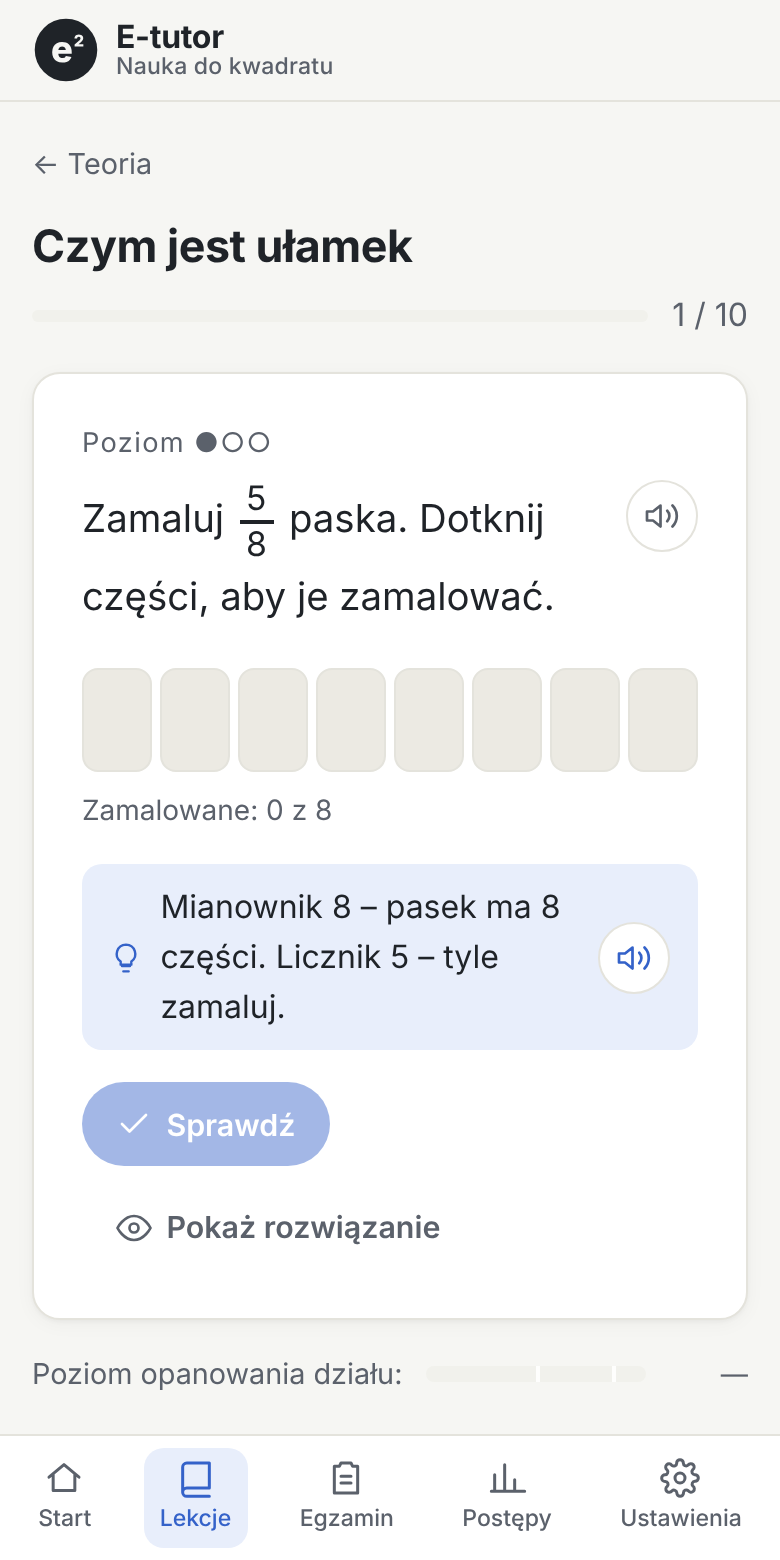 e²
E-tutor
Nauka do kwadratu
← Teoria
Czym jest ułamek
1 / 10
Poziom
Zamaluj 5/8 paska. Dotknij
części, aby je zamalować.
Zamalowane: 0 z 8
Mianownik 8 – pasek ma 8
części. Licznik 5 – tyle
zamaluj.
Sprawdź
Pokaż rozwiązanie
Poziom opanowania działu: —
Start Lekcje Egzamin Postępy Ustawienia